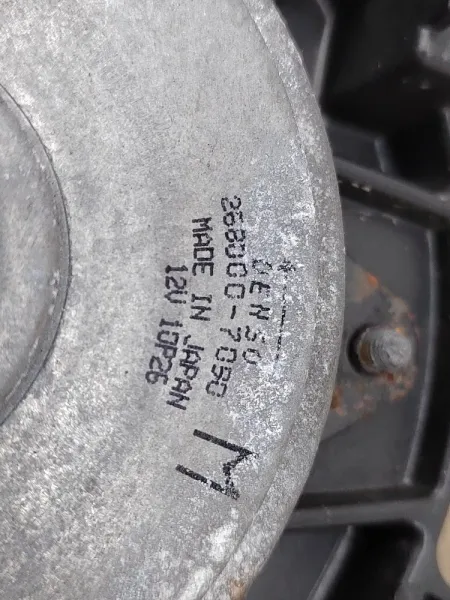 DENSO
268000-7090
MADE IN JAPAN
12V 10P26
M